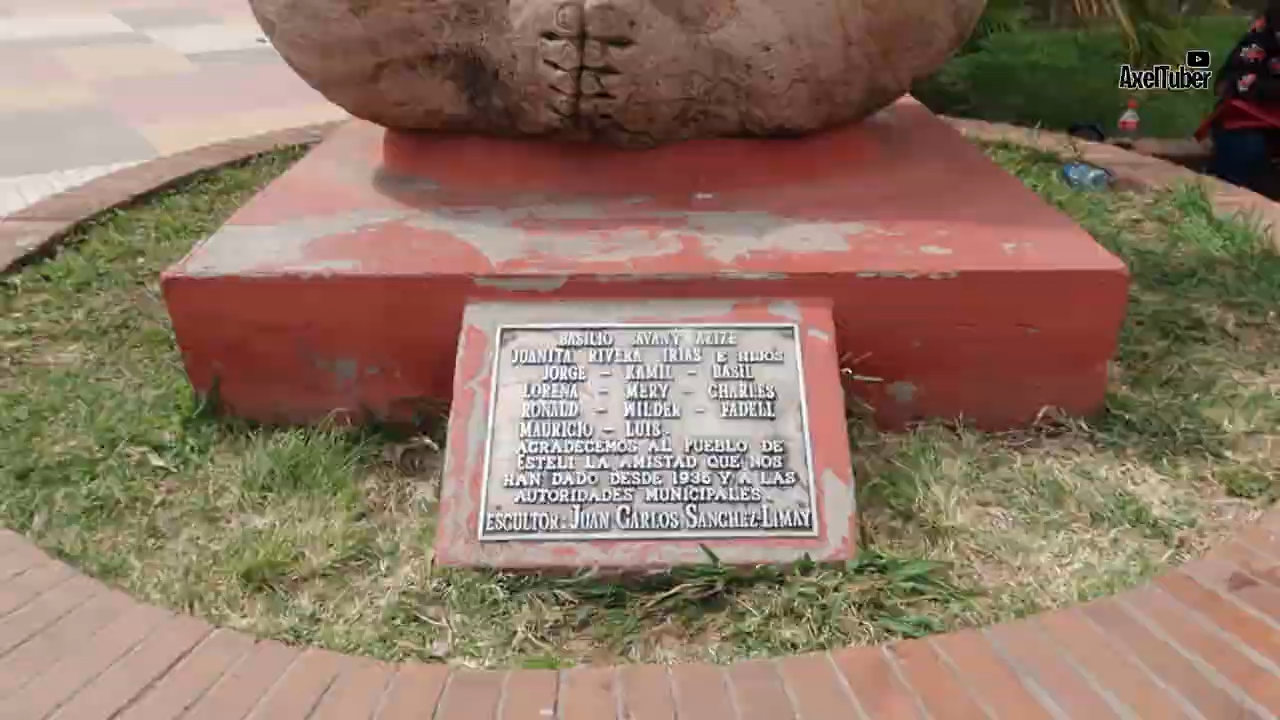 AxelTuber
BASILIO
JUANITA RIVERA IRIAS E HIJOS
JORGE - KAMIL - BASIL
LORENA - MERY - CHARLES
RONALD - WILDER - FADELL
MAURICIO - LUIS.
AGRADECEMOS AL PUEBLO DE
ESTELI LA AMISTAD QUE NOS
HAN DADO DESDE 1936 Y A LAS
AUTORIDADES MUNICIPALES.
ESCULTOR: JUAN CARLOS SANCHEZ-LIMAY